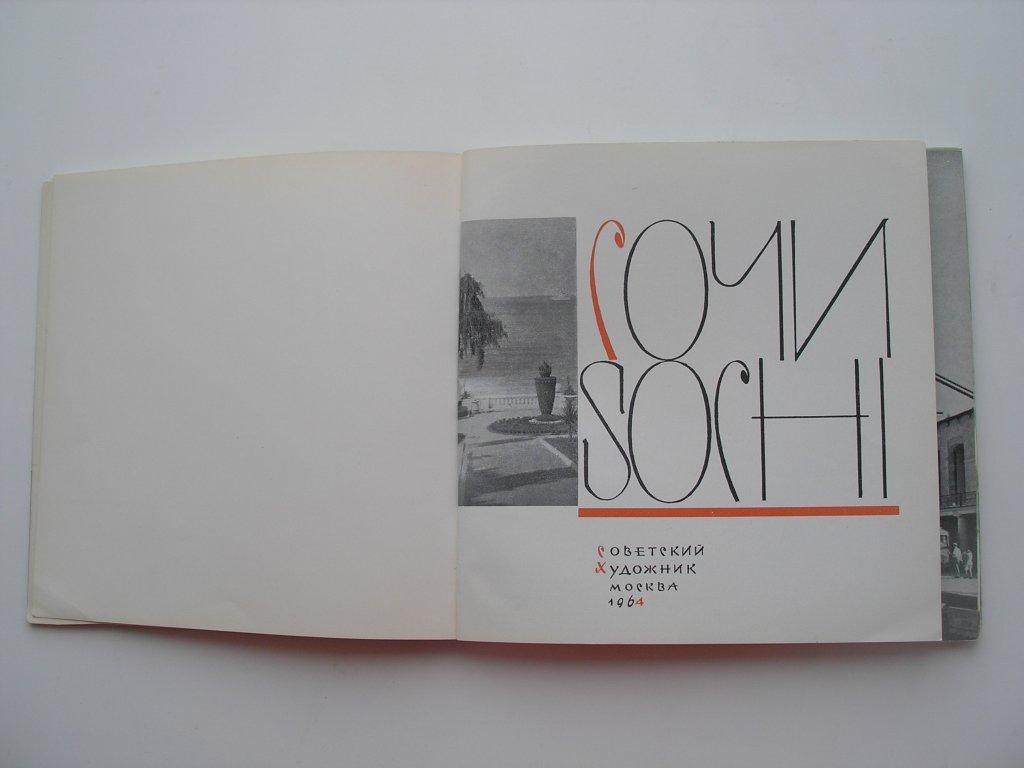 СОЧИ
SOCHI
СОВЕТСКИЙ
ХУДОЖНИК
МОСКВА
1964